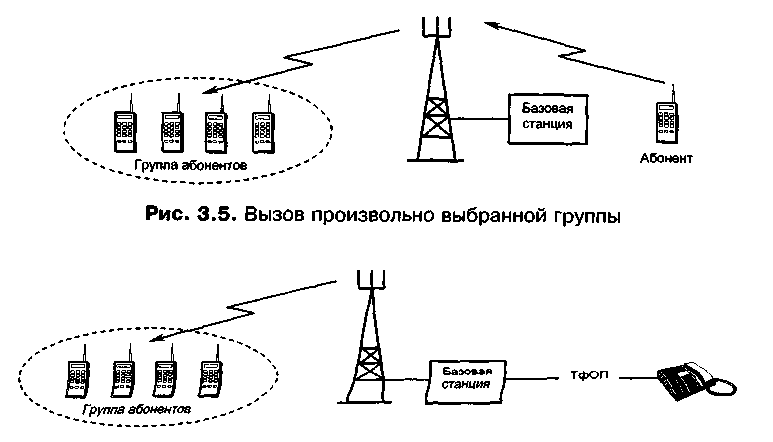 Базовая
станция
Группа абонентов
Абонент
Рис. 3.5. Вызов произвольно выбранной группы
Базовая
станция
ТфОП
Группа абонентов